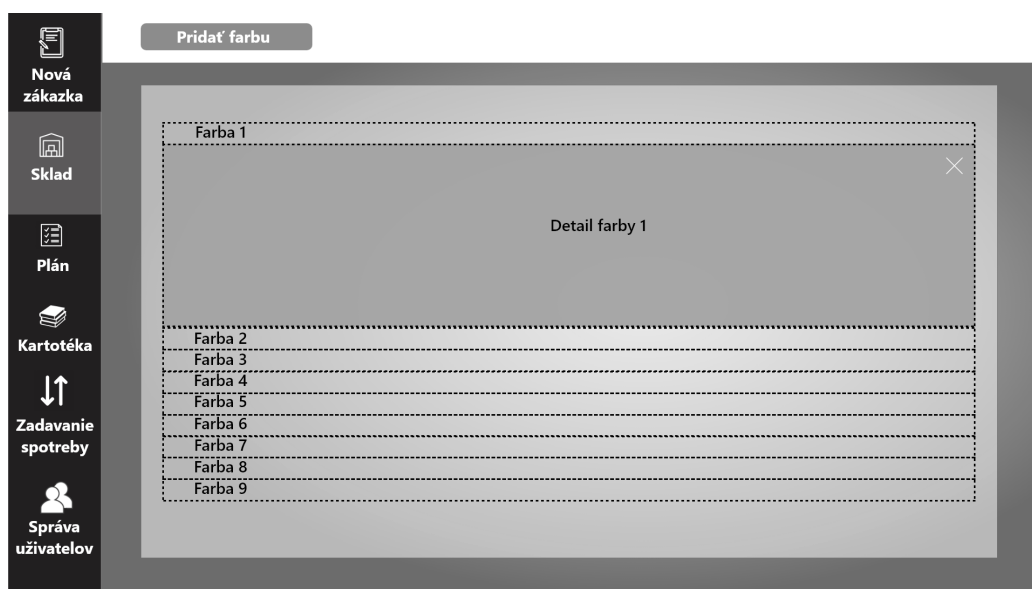 Nová
zákazka
Sklad
Plán
Kartotéka
Zadavanie
spotreby
Správa
uživatelov
Pridať farbu
Farba 1
Detail farby 1
Farba 2
Farba 3
Farba 4
Farba 5
Farba 6
Farba 7
Farba 8
Farba 9